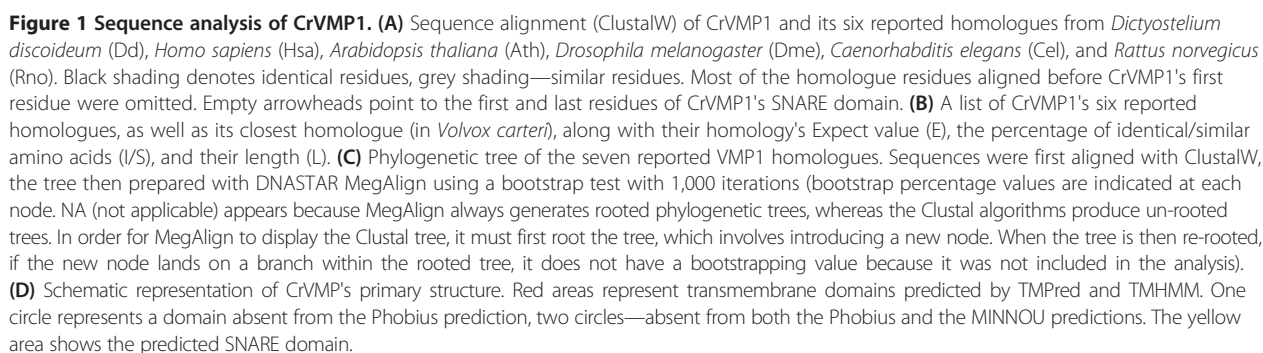 Figure 1 Sequence analysis of CrVMP1. (A) Sequence alignment (ClustalW) of CrVMP1 and its six reported homologues from Dictyostelium
discoideum (Dd), Homo sapiens (Hsa), Arabidopsis thaliana (Ath), Drosophila melanogaster (Dme), Caenorhabditis elegans (Cel), and Rattus norvegicus
(Rno). Black shading denotes identical residues, grey shading—similar residues. Most of the homologue residues aligned before CrVMP1's first
residue were omitted. Empty arrowheads point to the first and last residues of CrVMP1's SNARE domain. (B) A list of CrVMP1's six reported
homologues, as well as its closest homologue (in Volvox carteri), along with their homology's Expect value (E), the percentage of identical/similar
amino acids (I/S), and their length (L). (C) Phylogenetic tree of the seven reported VMP1 homologues. Sequences were first aligned with ClustalW,
the tree then prepared with DNASTAR MegAlign using a bootstrap test with 1,000 iterations (bootstrap percentage values are indicated at each
node. NA (not applicable) appears because MegAlign always generates rooted phylogenetic trees, whereas the Clustal algorithms produce un-rooted
trees. In order for MegAlign to display the Clustal tree, it must first root the tree, which involves introducing a new node. When the tree is then re-rooted,
if the new node lands on a branch within the rooted tree, it does not have a bootstrapping value because it was not included in the analysis).
(D) Schematic representation of CrVMP's primary structure. Red areas represent transmembrane domains predicted by TMPred and TMHMM. One
circle represents a domain absent from the Phobius prediction, two circles—absent from both the Phobius and the MINNOU predictions. The yellow
area shows the predicted SNARE domain.